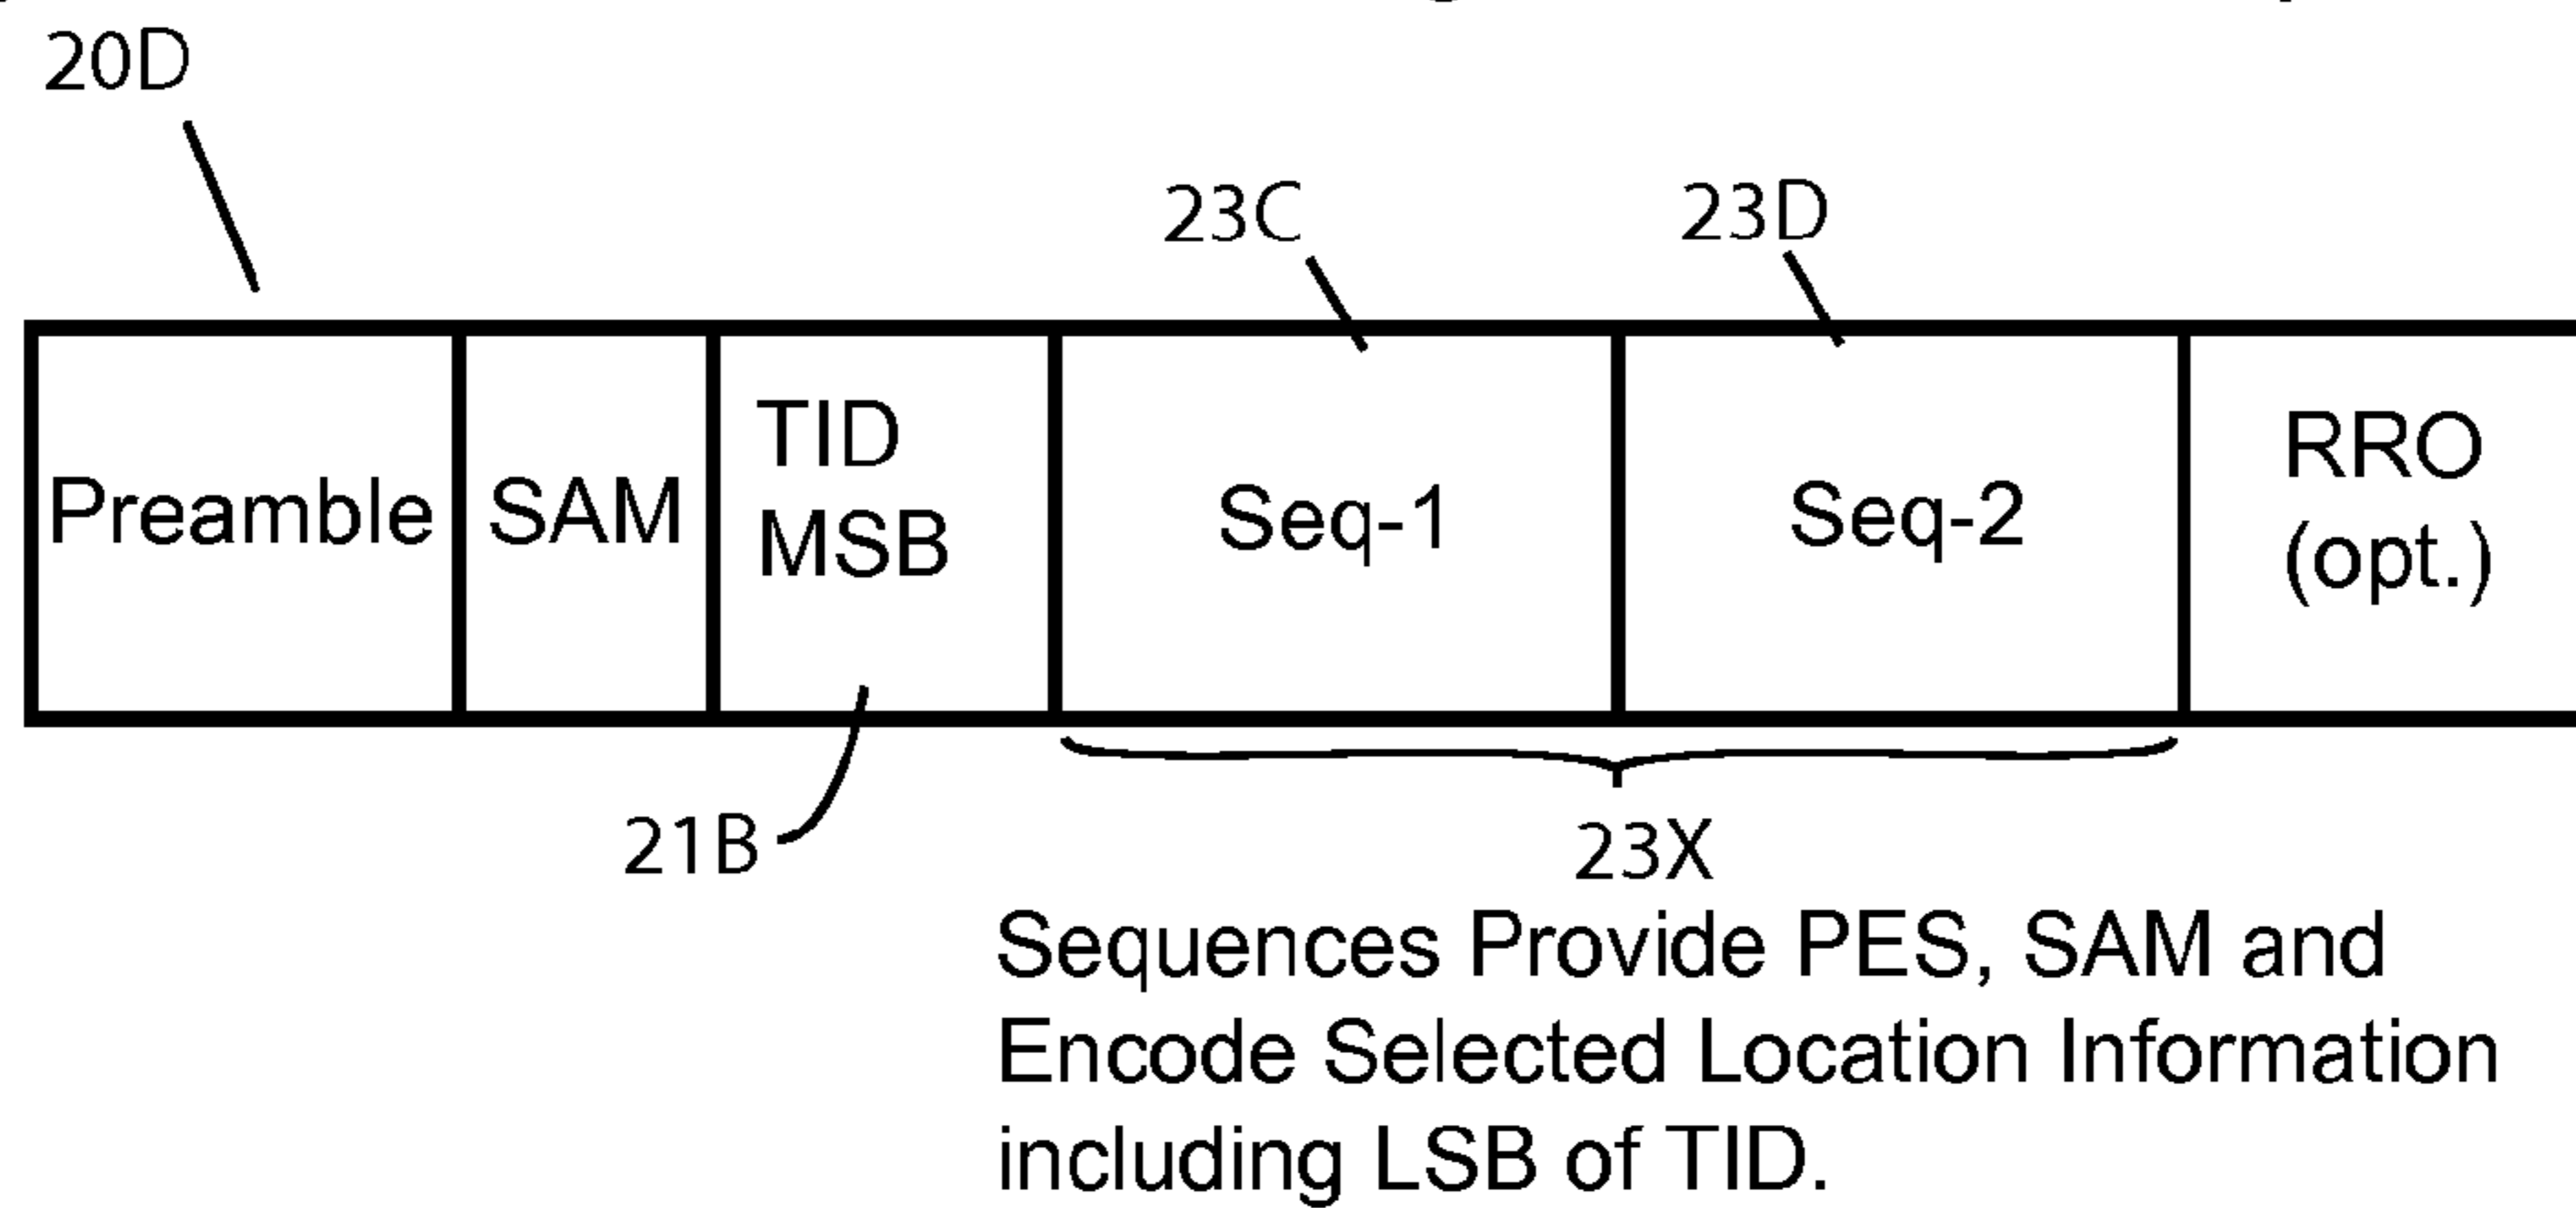 20D
23C
23D
Preamble
SAM
TID
MSB
Seq-1
Seq-2
RRO
(opt.)
21B
23X
Sequences Provide PES, SAM and
Encode Selected Location Information
including LSB of TID.